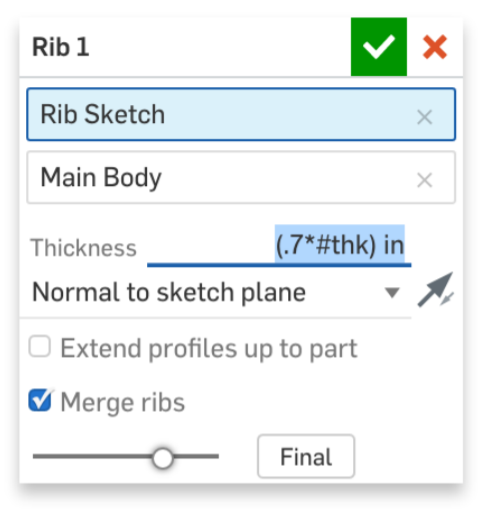 Rib 1
Rib Sketch
Main Body
Thickness (.7*#thk) in
Normal to sketch plane
Extend profiles up to part
Merge ribs
Final